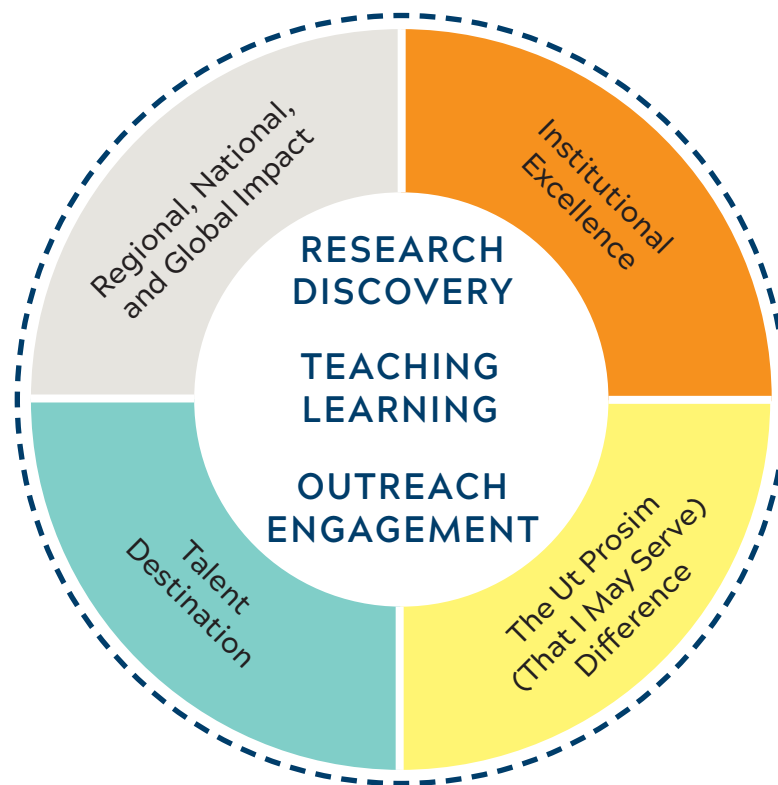 Regional, National,
and Global Impact
Institutional
Excellence
RESEARCH
DISCOVERY
TEACHING
LEARNING
OUTREACH
ENGAGEMENT
Talent
Destination
The Ut Prosim
(That I May Serve)
Difference